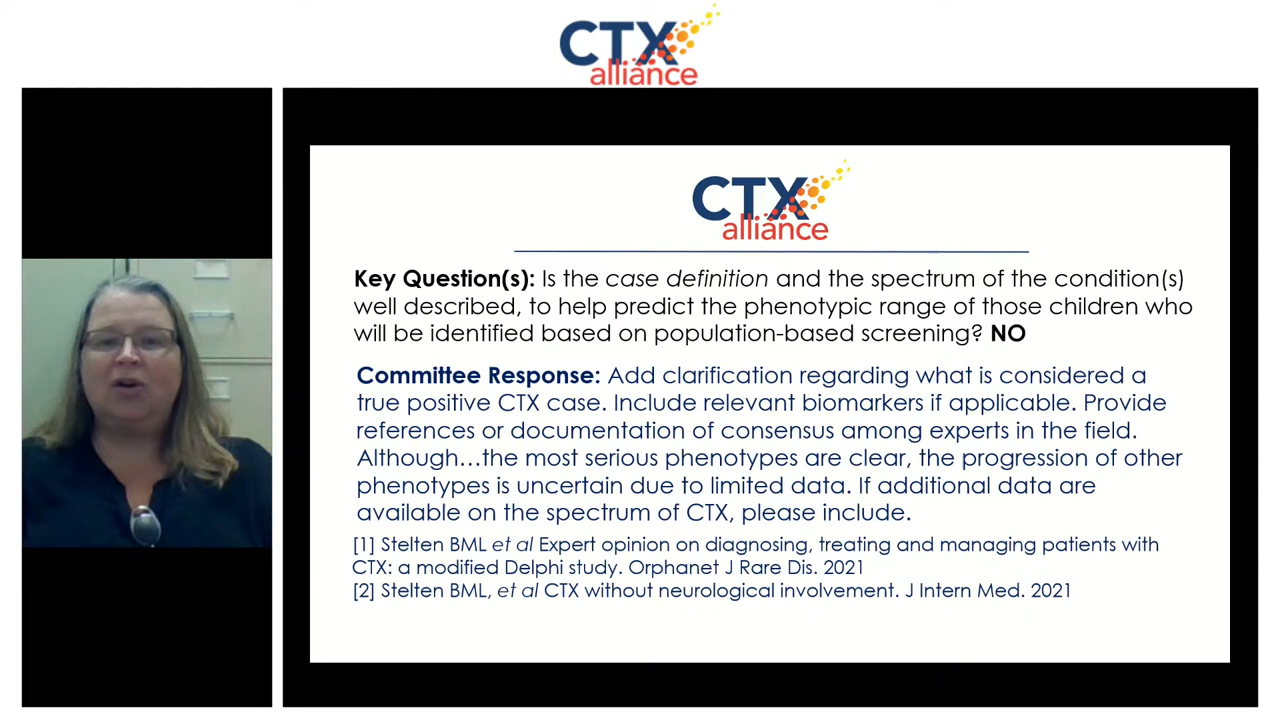 CTX
alliance
CTX
alliance
Key Question(s): Is the case definition and the spectrum of the condition(s)
well described, to help predict the phenotypic range of those children who
will be identified based on population-based screening? NO
Committee Response: Add clarification regarding what is considered a
true positive CTX case. Include relevant biomarkers if applicable. Provide
references or documentation of consensus among experts in the field.
Although…the most serious phenotypes are clear, the progression of other
phenotypes is uncertain due to limited data. If additional data are
available on the spectrum of CTX, please include.
[1] Stelten BML et al Expert opinion on diagnosing, treating and managing patients with
CTX: a modified Delphi study. Orphanet J Rare Dis. 2021
[2] Stelten BML, et al CTX without neurological involvement. J Intern Med. 2021